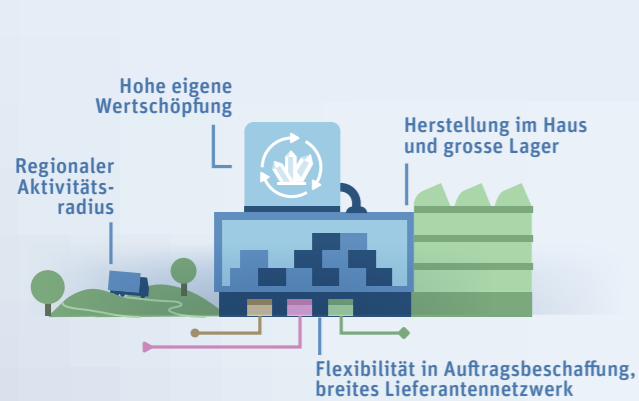 Hohe eigene
Wertschöpfung
Herstellung im Haus
und grosse Lager
Regionaler
Aktivitäts-
radius
Flexibilität in Auftragsbeschaffung,
breites Lieferantennetzwerk